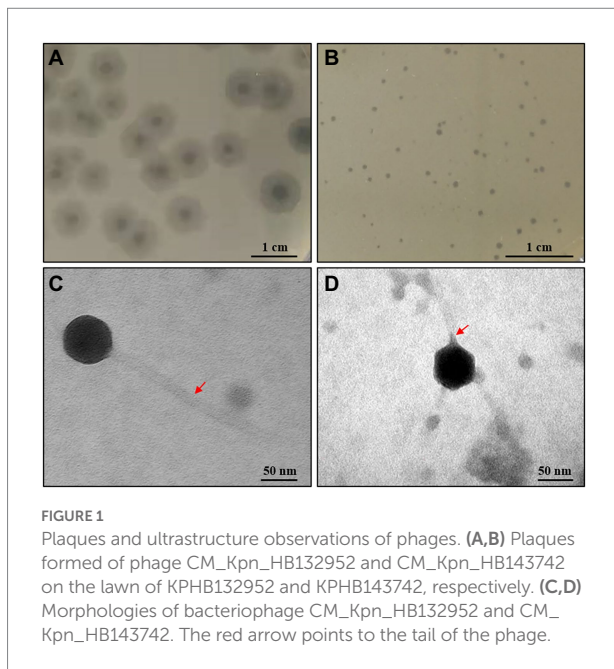 A
B
1 cm
1 cm
C
D
50 nm
50 nm
FIGURE 1
Plaques and ultrastructure observations of phages. (A,B) Plaques
formed of phage CM_Kpn_HB132952 and CM_Kpn_HB143742
on the lawn of KPHB132952 and KPHB143742, respectively. (C,D)
Morphologies of bacteriophage CM_Kpn_HB132952 and CM_
Kpn_HB143742. The red arrow points to the tail of the phage.